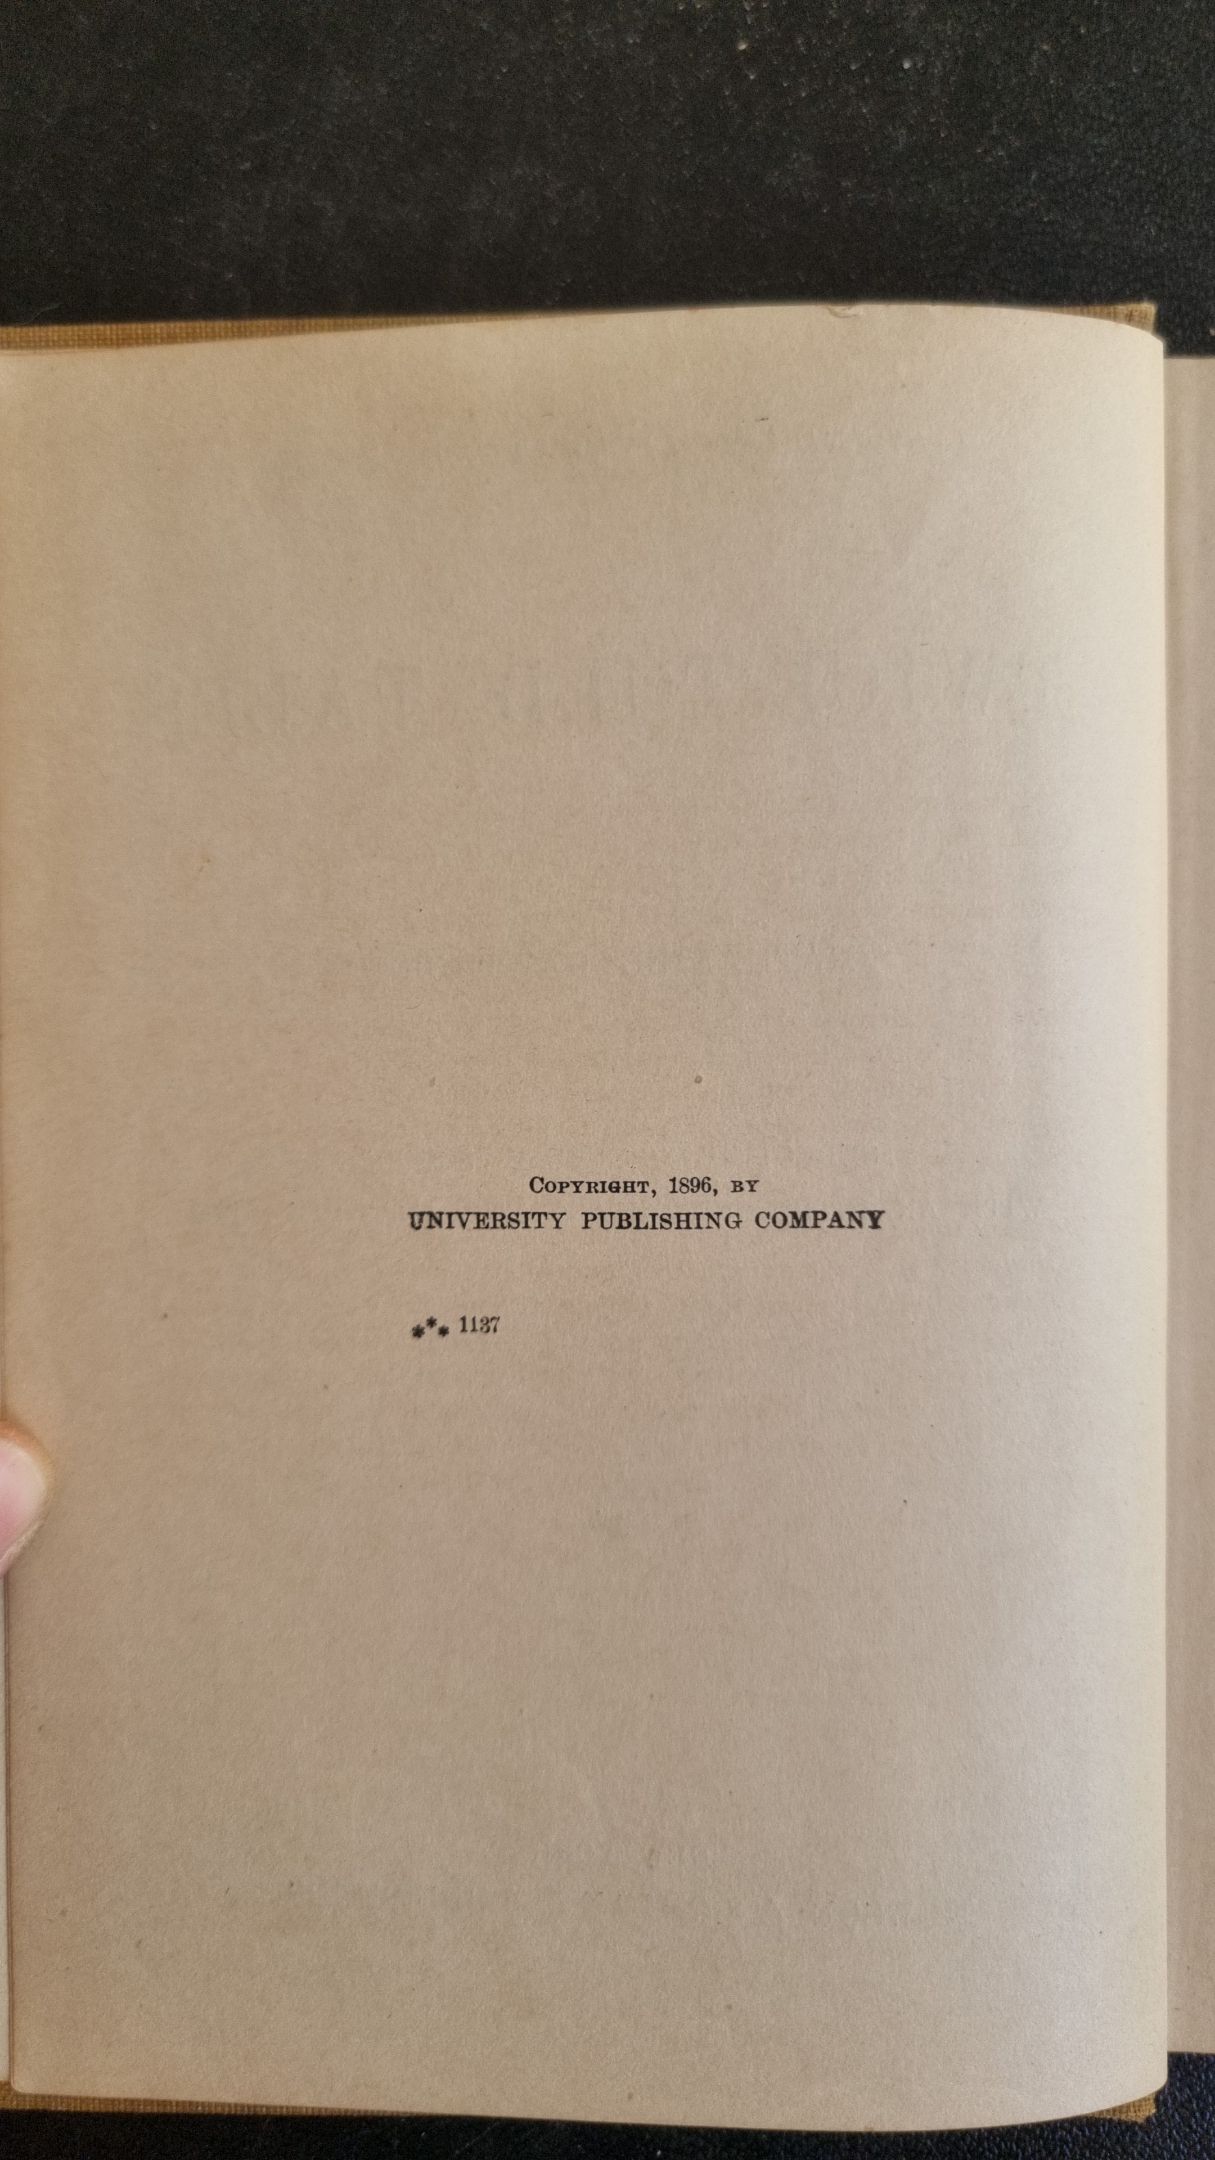 Copyright, 1896, by
UNIVERSITY PUBLISHING COMPANY
*** 1137